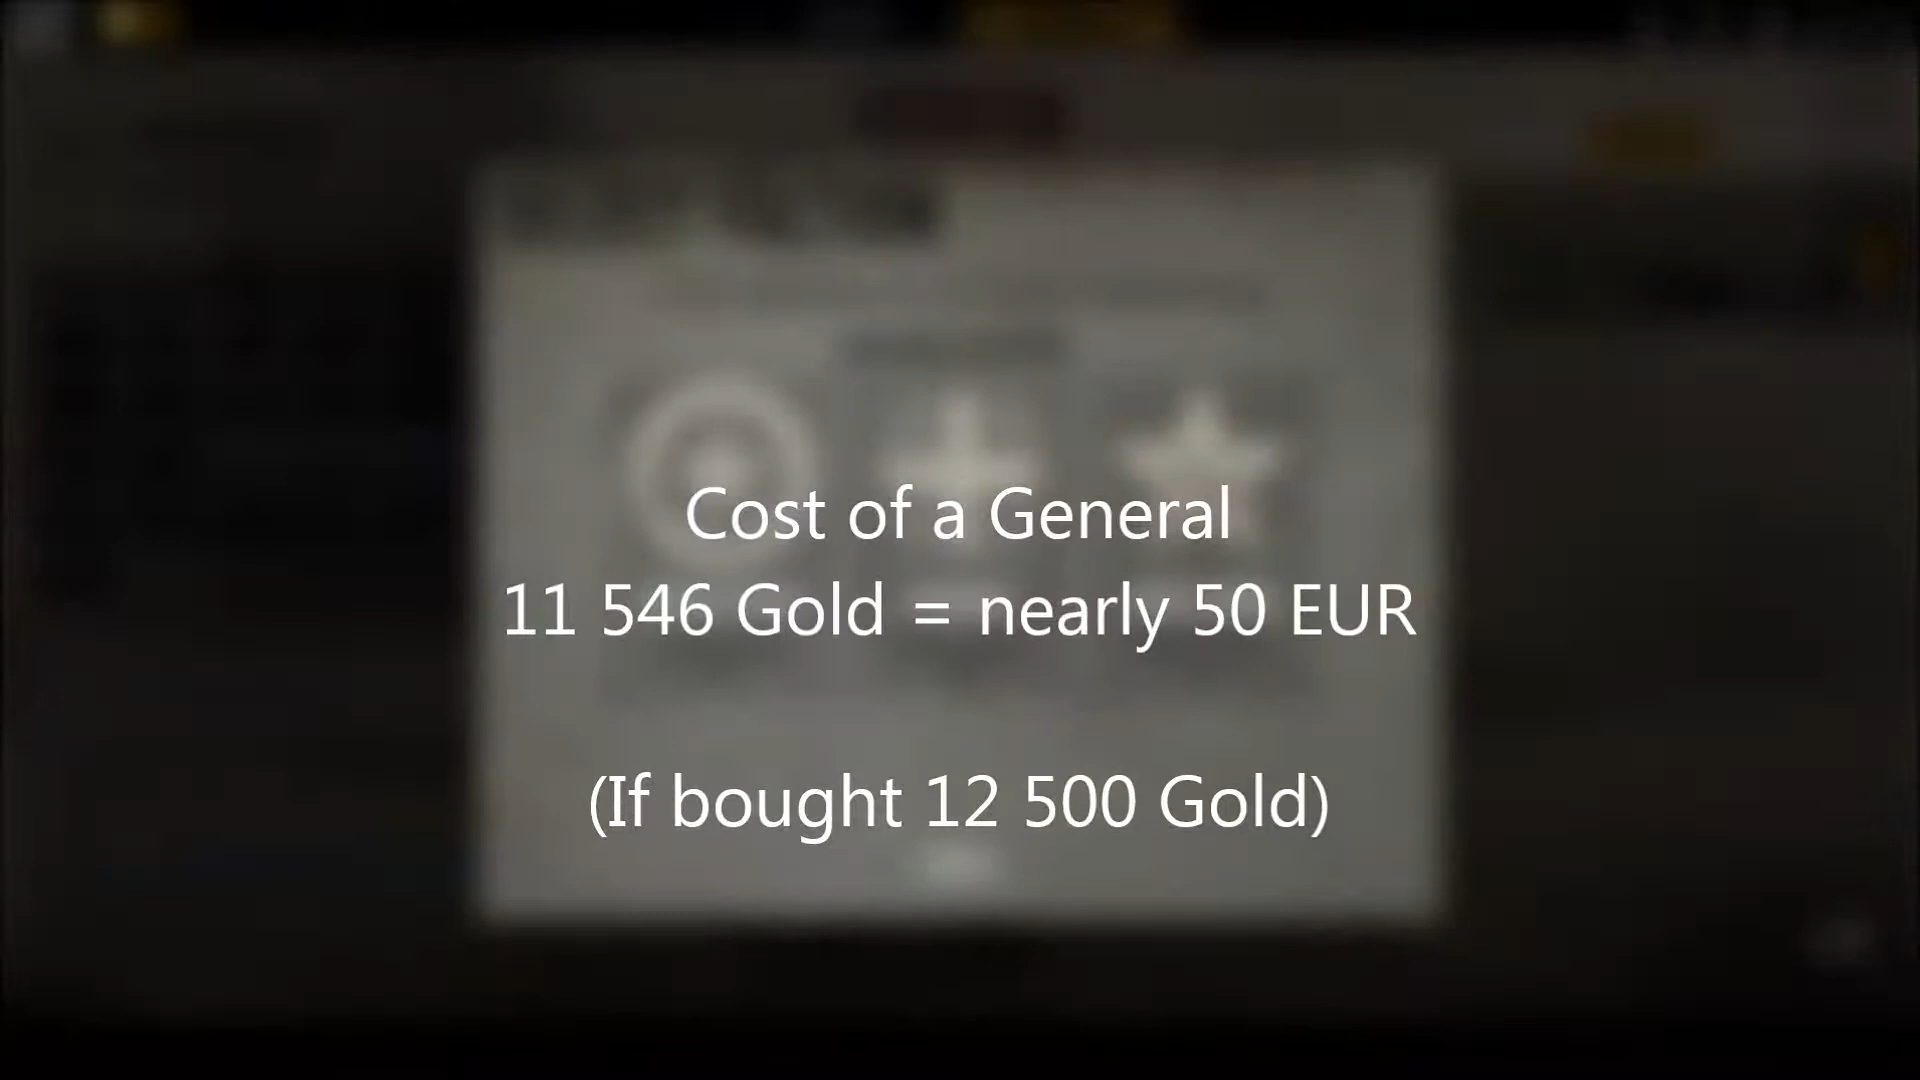 Cost of a General
11 546 Gold = nearly 50 EUR
(If bought 12 500 Gold)